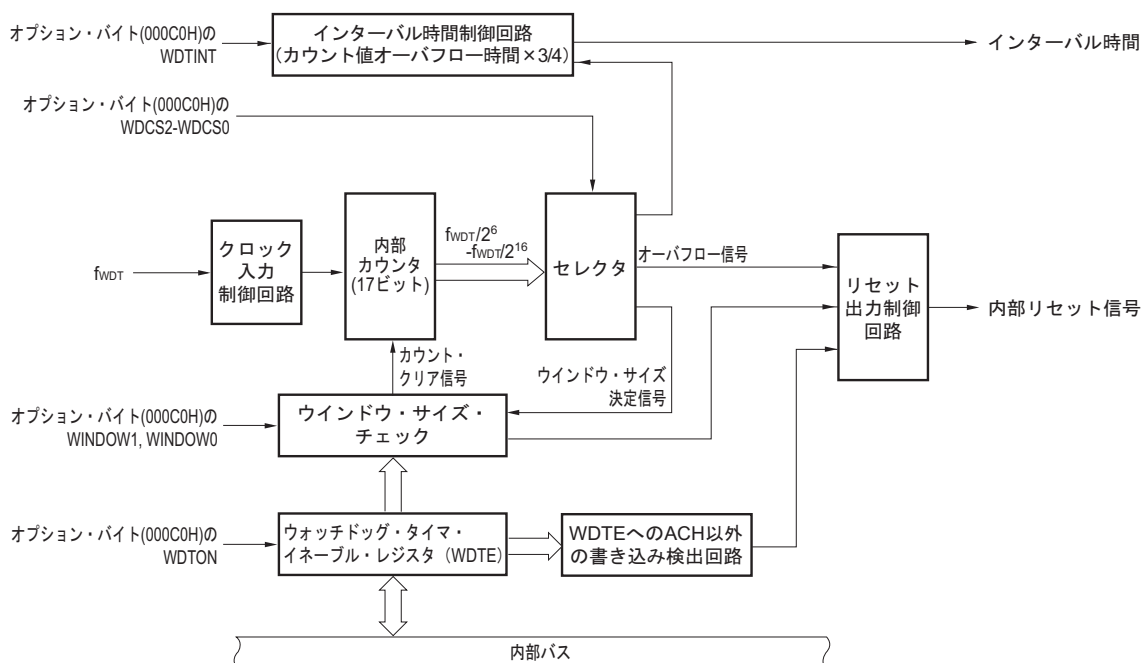 オプション・バイト(000C0H)の
WDTINT
インターバル時間制御回路
(カウント値オーバフロー時間×3/4)
インターバル時間
オプション・バイト(000C0H)の
WDCS2-WDCS0
fWDT
クロック
入力
制御回路
内部
カウンタ
(17ビット)
fWDT/2⁶
-fWDT/2¹⁶
セレクタ
オーバフロー信号
リセット
出力制御
回路
内部リセット信号
カウント・
クリア信号
ウインドウ・サイズ
決定信号
オプション・バイト(000C0H)の
WINDOW1, WINDOW0
ウインドウ・サイズ・
チェック
オプション・バイト(000C0H)の
WDTON
ウォッチドッグ・タイマ・
イネーブル・レジスタ (WDTE)
WDTEへのACH以外
の書き込み検出回路
内部バス